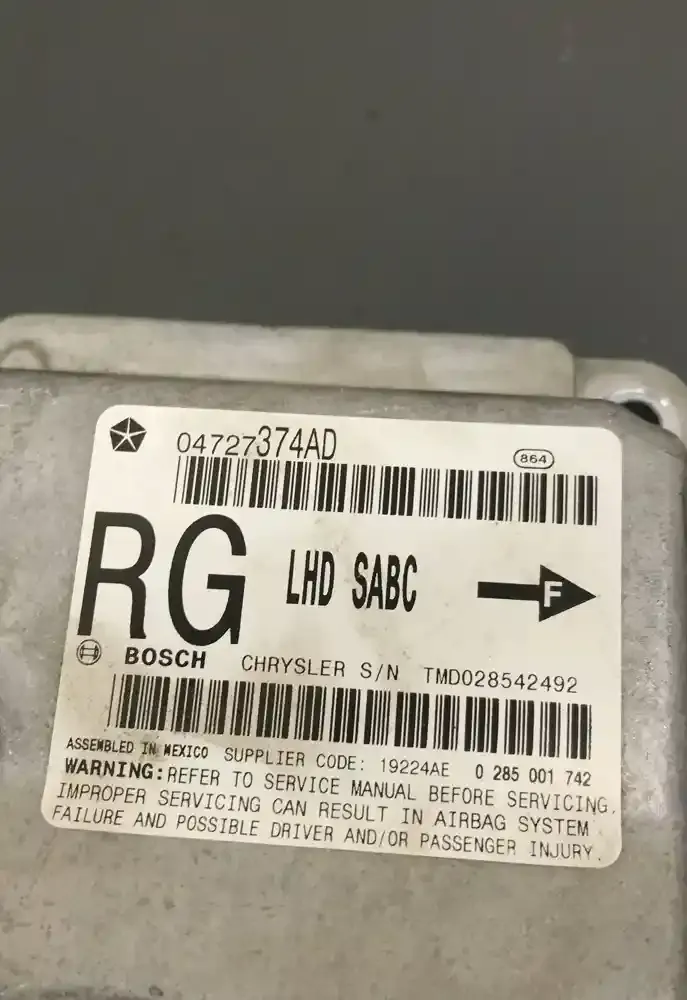 04727374AD
864
RG LHD SABC F
BOSCH CHRYSLER S/N TMD028542492
ASSEMBLED IN MEXICO SUPPLIER CODE: 19224AE 0 285 001 742
WARNING: REFER TO SERVICE MANUAL BEFORE SERVICING.
IMPROPER SERVICING CAN RESULT IN AIRBAG SYSTEM
FAILURE AND POSSIBLE DRIVER AND/OR PASSENGER INJURY.